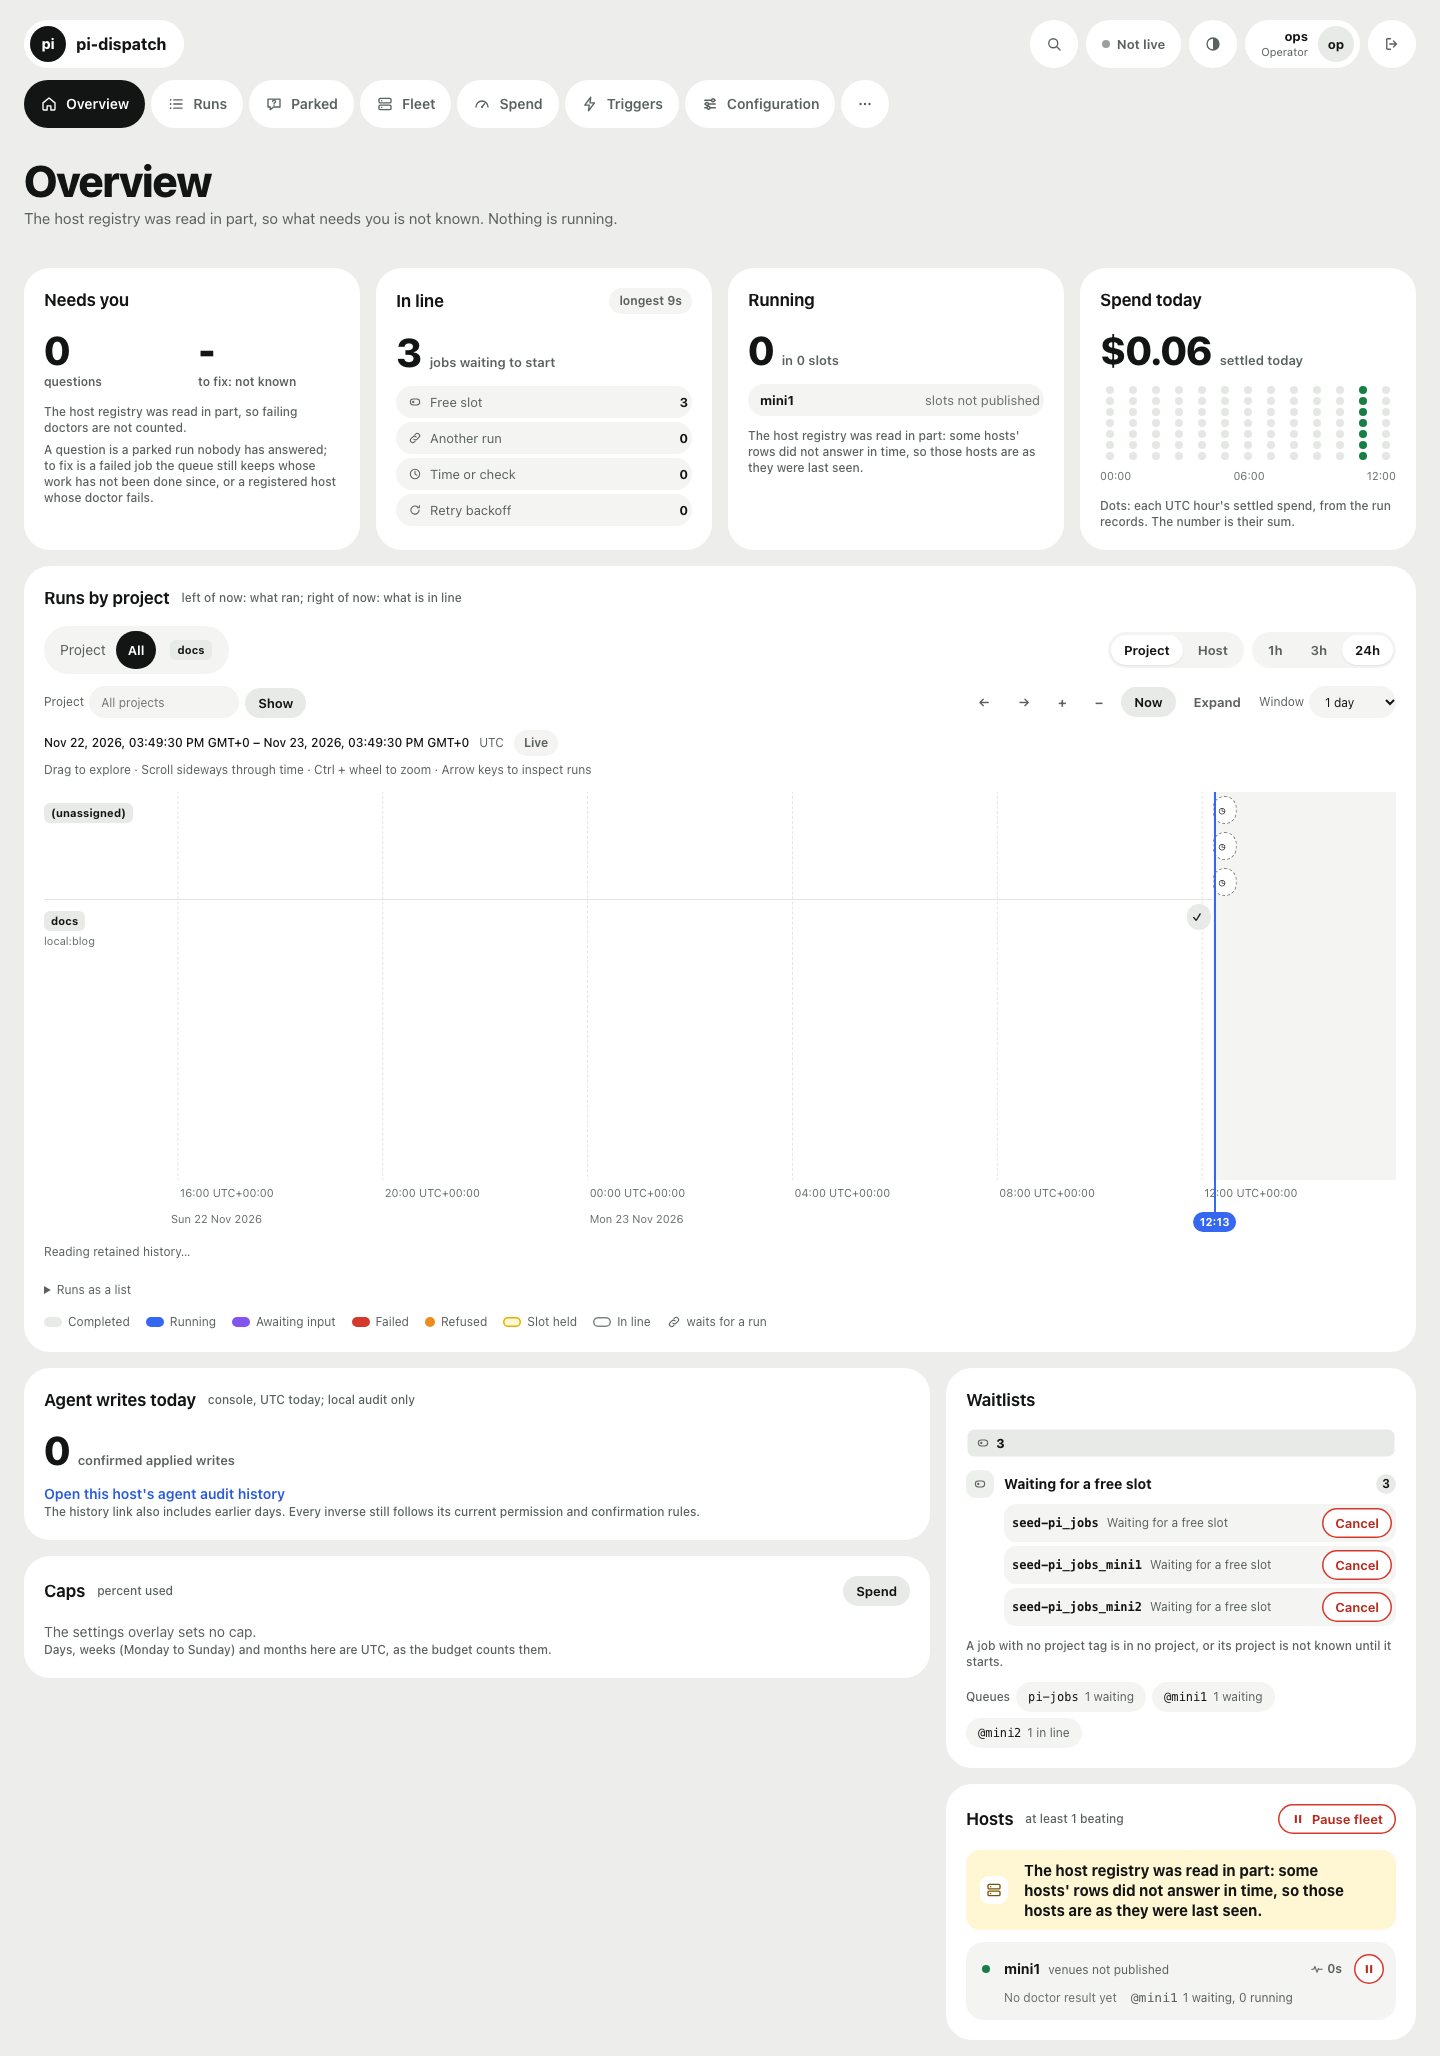 pi pi-dispatch
Not live
ops
Operator
op
Overview
Runs
Parked
Fleet
Spend
Triggers
Configuration
Overview
The host registry was read in part, so what needs you is not known. Nothing is running.
Needs you
0
questions
-
to fix: not known
The host registry was read in part, so failing
doctors are not counted.
A question is a parked run nobody has answered;
to fix is a failed job the queue still keeps whose
work has not been done since, or a registered host
whose doctor fails.
In line
longest 9s
3 jobs waiting to start
Free slot 3
Another run 0
Time or check 0
Retry backoff 0
Running
0 in 0 slots
mini1 slots not published
The host registry was read in part: some hosts'
rows did not answer in time, so those hosts are as
they were last seen.
Spend today
$0.06 settled today
00:00 06:00 12:00
Dots: each UTC hour's settled spend, from the run
records. The number is their sum.
Runs by project left of now: what ran; right of now: what is in line
Project All docs
Project Host
1h 3h 24h
Project All projects Show
← → + − Now Expand Window 1 day
Nov 22, 2026, 03:49:30 PM GMT+0 – Nov 23, 2026, 03:49:30 PM GMT+0 UTC Live
Drag to explore · Scroll sideways through time · Ctrl + wheel to zoom · Arrow keys to inspect runs
(unassigned)
docs
local:blog
16:00 UTC+00:00 20:00 UTC+00:00 00:00 UTC+00:00 04:00 UTC+00:00 08:00 UTC+00:00 12:00 UTC+00:00
Sun 22 Nov 2026 Mon 23 Nov 2026 12:13
Reading retained history...
Runs as a list
Completed Running Awaiting input Failed Refused Slot held In line waits for a run
Agent writes today console, UTC today; local audit only
0 confirmed applied writes
Open this host's agent audit history
The history link also includes earlier days. Every inverse still follows its current permission and confirmation rules.
Caps percent used
Spend
The settings overlay sets no cap.
Days, weeks (Monday to Sunday) and months here are UTC, as the budget counts them.
Waitlists
3
Waiting for a free slot 3
seed-pi_jobs Waiting for a free slot Cancel
seed-pi_jobs_mini1 Waiting for a free slot Cancel
seed-pi_jobs_mini2 Waiting for a free slot Cancel
A job with no project tag is in no project, or its project is not known until it
starts.
Queues pi-jobs 1 waiting @mini1 1 waiting
@mini2 1 in line
Hosts at least 1 beating
Pause fleet
The host registry was read in part: some
hosts' rows did not answer in time, so those
hosts are as they were last seen.
mini1 venues not published 0s
No doctor result yet @mini1 1 waiting, 0 running